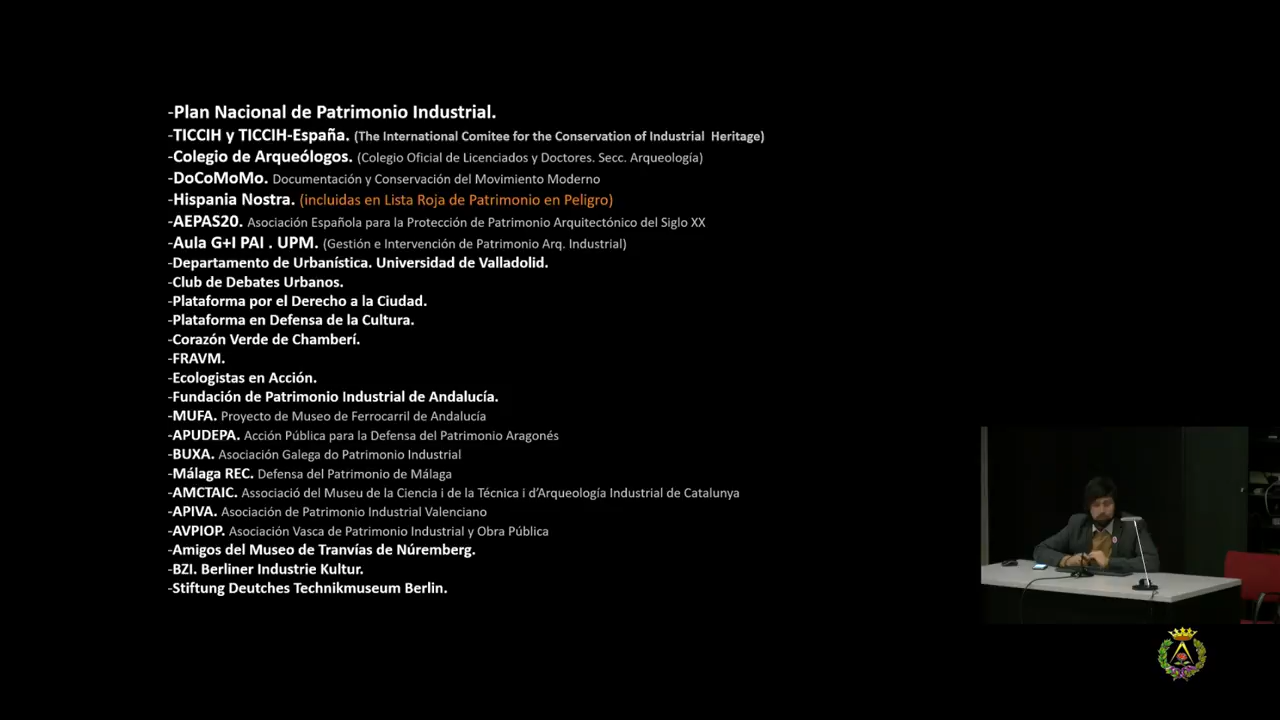 -Plan Nacional de Patrimonio Industrial.
-TICCIH y TICCIH-España. (The International Comitee for the Conservation of Industrial Heritage)
-Colegio de Arqueólogos. (Colegio Oficial de Licenciados y Doctores. Secc. Arqueología)
-DoCoMoMo. Documentación y Conservación del Movimiento Moderno
-Hispania Nostra. (incluidas en Lista Roja de Patrimonio en Peligro)
-AEPAS20. Asociación Española para la Protección de Patrimonio Arquitectónico del Siglo XX
-Aula G+I PAI . UPM. (Gestión e Intervención de Patrimonio Arq. Industrial)
-Departamento de Urbanística. Universidad de Valladolid.
-Club de Debates Urbanos.
-Plataforma por el Derecho a la Ciudad.
-Plataforma en Defensa de la Cultura.
-Corazón Verde de Chamberí.
-FRAVM.
-Ecologistas en Acción.
-Fundación de Patrimonio Industrial de Andalucía.
-MUFA. Proyecto de Museo de Ferrocarril de Andalucía
-APUDEPA. Acción Pública para la Defensa del Patrimonio Aragonés
-BUXA. Asociación Galega do Patrimonio Industrial
-Málaga REC. Defensa del Patrimonio de Málaga
-AMCTAIC. Associació del Museu de la Ciencia i de la Técnica i d'Arqueología Industrial de Catalunya
-APIVA. Asociación de Patrimonio Industrial Valenciano
-AVPIOP. Asociación Vasca de Patrimonio Industrial y Obra Pública
-Amigos del Museo de Tranvías de Núremberg.
-BZI. Berliner Industrie Kultur.
-Stiftung Deutches Technikmuseum Berlin.